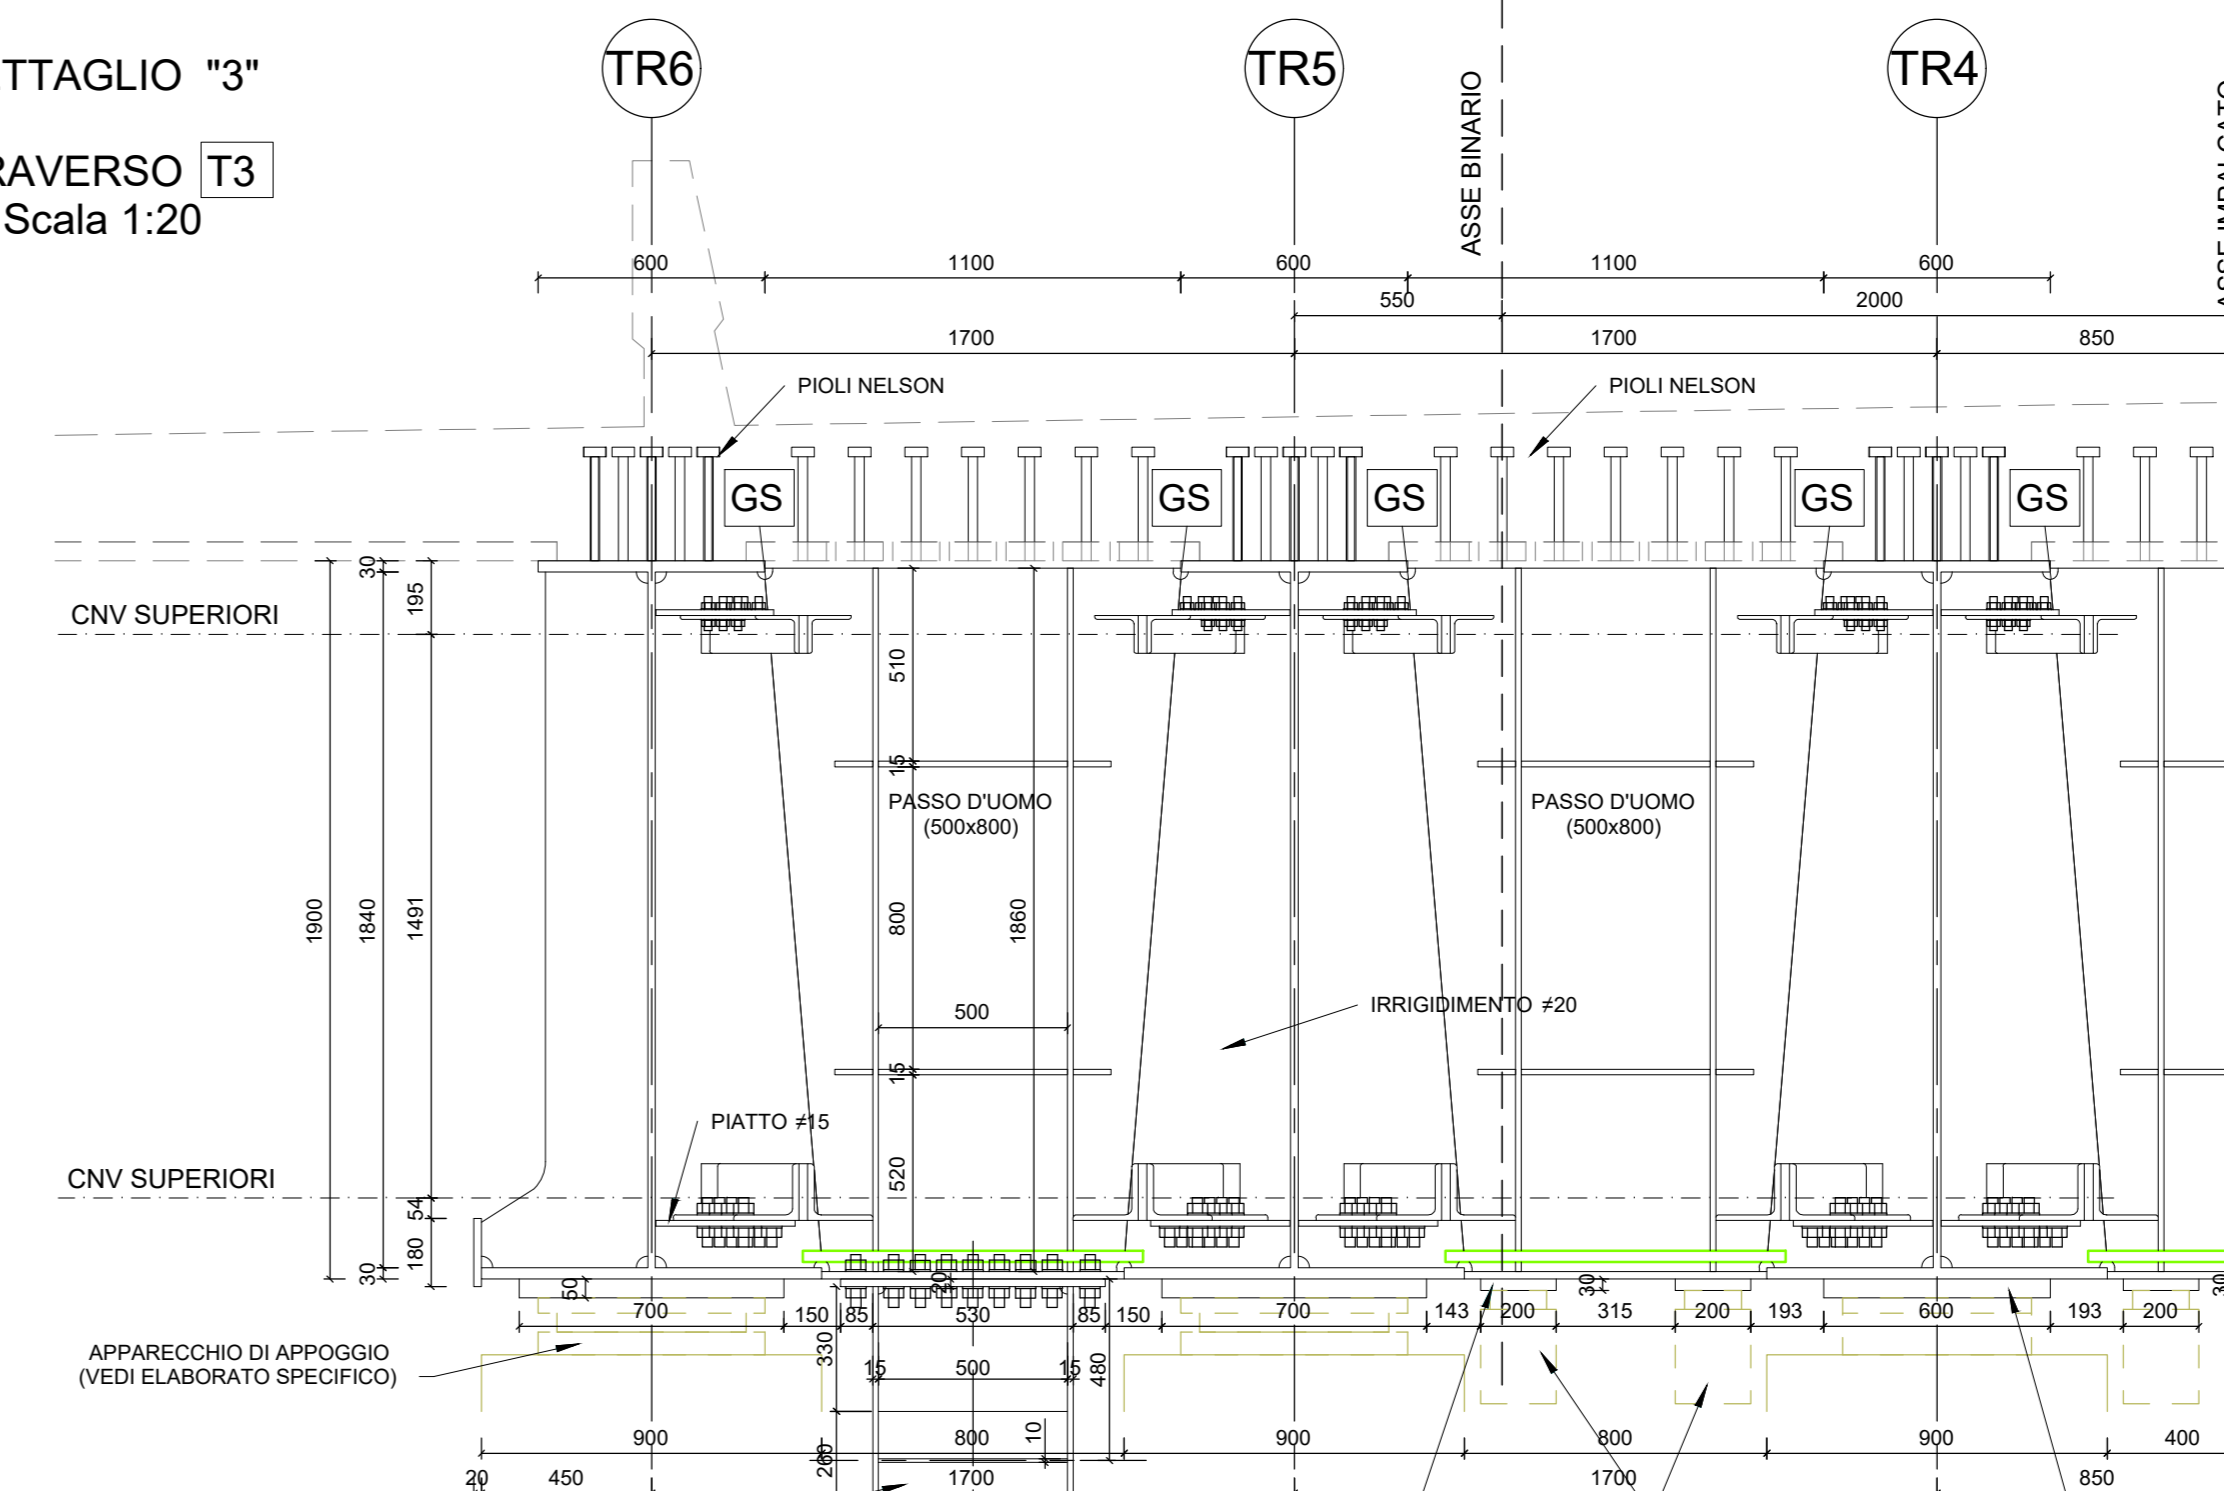 TTAGLIO "3"
RAVERSO T3
Scala 1:20
TR6
TR5
TR4
ASSE BINARIO
600
1100
600
1100
600
550
2000
1700
1700
850
PIOLI NELSON
PIOLI NELSON
GS
GS
GS
GS
GS
30
195
CNV SUPERIORI
510
15
PASSO D'UOMO
(500x800)
PASSO D'UOMO
(500x800)
1900
1840
1491
800
1860
500
IRRIGIDIMENTO ≠20
15
PIATTO ≠15
CNV SUPERIORI
54
520
180
30
50
20
30
30
700
150
85
530
85
150
700
143
200
315
200
193
600
193
200
APPARECCHIO DI APPOGGIO
(VEDI ELABORATO SPECIFICO)
330
15
500
15
480
900
800
10
900
800
900
400
260
20
450
1700
1700
850